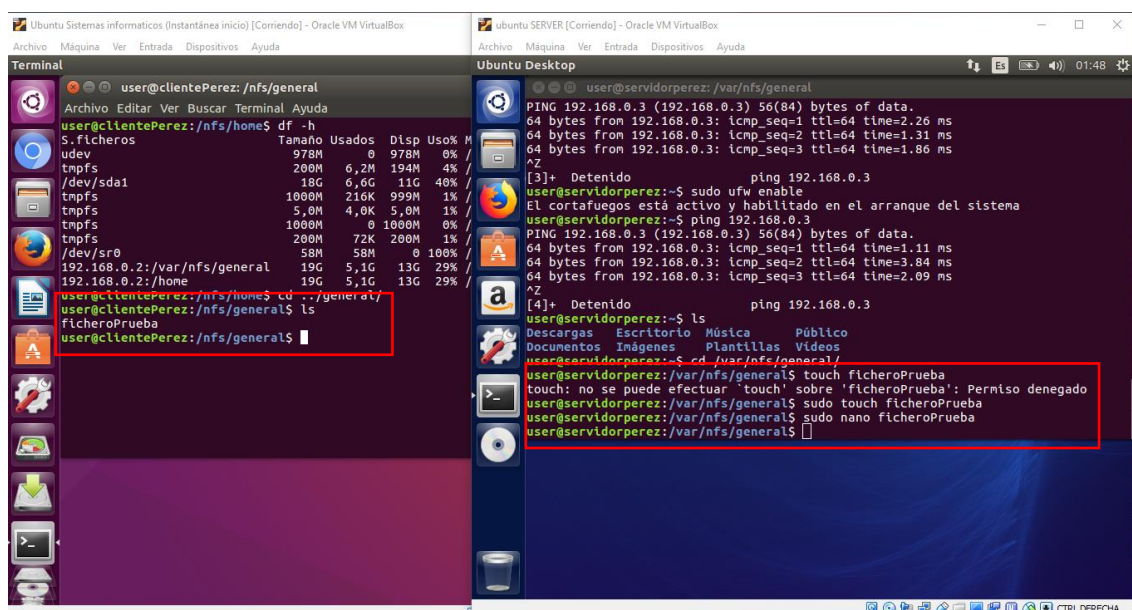 Ubuntu Sistemas informaticos (Instantánea inicio) [Corriendo] - Oracle VM VirtualBox
Archivo Máquina Ver Entrada Dispositivos Ayuda
Terminal
user@clientePerez: /nfs/general
Archivo Editar Ver Buscar Terminal Ayuda
user@clientePerez:/nfs/home$ df -h
S.ficheros Tamaño Usados Disp Uso% M
udev 978M 0 978M 0% /
tmpfs 200M 6,2M 194M 4% /
/dev/sda1 18G 6,6G 11G 40% /
tmpfs 1000M 216K 999M 1% /
tmpfs 5,0M 4,0K 5,0M 1% /
tmpfs 1000M 0 1000M 0% /
tmpfs 200M 72K 200M 1% /
/dev/sr0 58M 58M 0 100% /
192.168.0.2:/var/nfs/general 19G 5,1G 13G 29% /
192.168.0.2:/home 19G 5,1G 13G 29% /
user@clientePerez:/nfs/home$ cd ../general/
user@clientePerez:/nfs/general$ ls
ficheroPrueba
user@clientePerez:/nfs/general$
ubuntu SERVER [Corriendo] - Oracle VM VirtualBox
Archivo Máquina Ver Entrada Dispositivos Ayuda
Ubuntu Desktop Es 01:48
user@servidorperez: /var/nfs/general
PING 192.168.0.3 (192.168.0.3) 56(84) bytes of data.
64 bytes from 192.168.0.3: icmp_seq=1 ttl=64 time=2.26 ms
64 bytes from 192.168.0.3: icmp_seq=2 ttl=64 time=1.31 ms
64 bytes from 192.168.0.3: icmp_seq=3 ttl=64 time=1.86 ms
^Z
[3]+ Detenido ping 192.168.0.3
user@servidorperez:~$ sudo ufw enable
El cortafuegos está activo y habilitado en el arranque del sistema
user@servidorperez:~$ ping 192.168.0.3
PING 192.168.0.3 (192.168.0.3) 56(84) bytes of data.
64 bytes from 192.168.0.3: icmp_seq=1 ttl=64 time=1.11 ms
64 bytes from 192.168.0.3: icmp_seq=2 ttl=64 time=3.84 ms
64 bytes from 192.168.0.3: icmp_seq=3 ttl=64 time=2.09 ms
^Z
[4]+ Detenido ping 192.168.0.3
user@servidorperez:~$ ls
Descargas Escritorio Música Público
Documentos Imágenes Plantillas Vídeos
user@servidorperez:~$ cd /var/nfs/general/
user@servidorperez:/var/nfs/general$ touch ficheroPrueba
touch: no se puede efectuar `touch' sobre 'ficheroPrueba': Permiso denegado
user@servidorperez:/var/nfs/general$ sudo touch ficheroPrueba
user@servidorperez:/var/nfs/general$ sudo nano ficheroPrueba
user@servidorperez:/var/nfs/general$
CTRL DERECHA